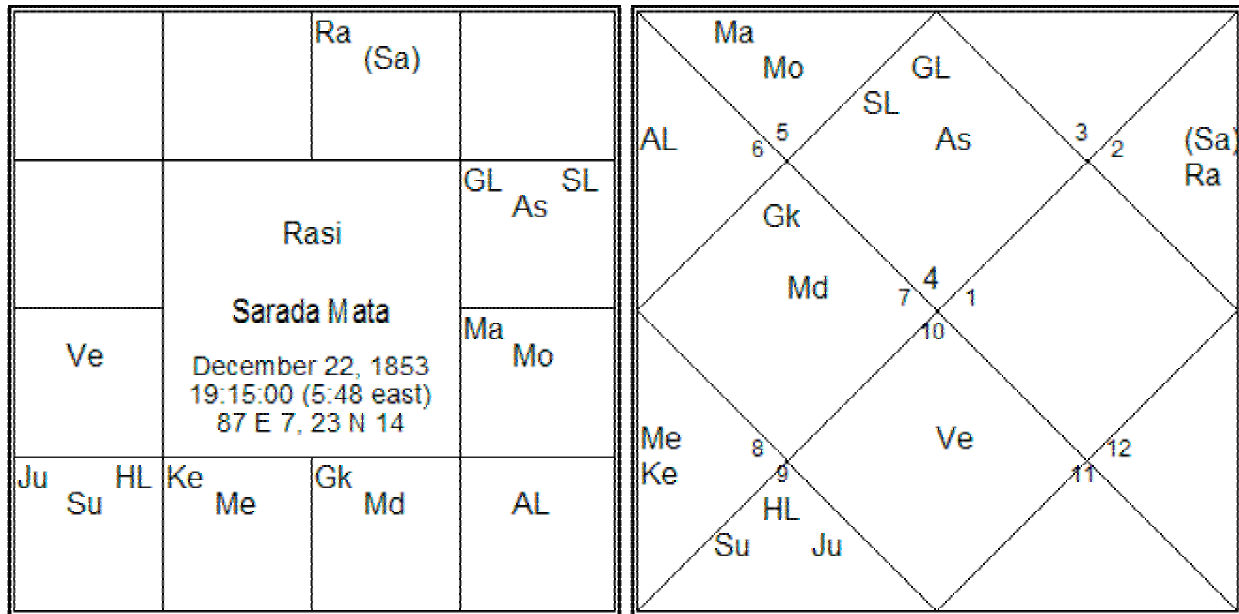 Ra
(Sa)
GL SL
As
Rasi
Sarada Mata
December 22, 1853
19:15:00 (5:48 east)
87 E 7, 23 N 14
Ve
Ma
Mo
Ju HL
Su
Ke
Me
Gk
Md
AL
Ma
Mo
GL
SL
As
AL
5
6
3
2
(Sa)
Ra
Gk
Md
4
7
1
10
Me
Ke
8
9
Ve
12
11
HL
Su Ju